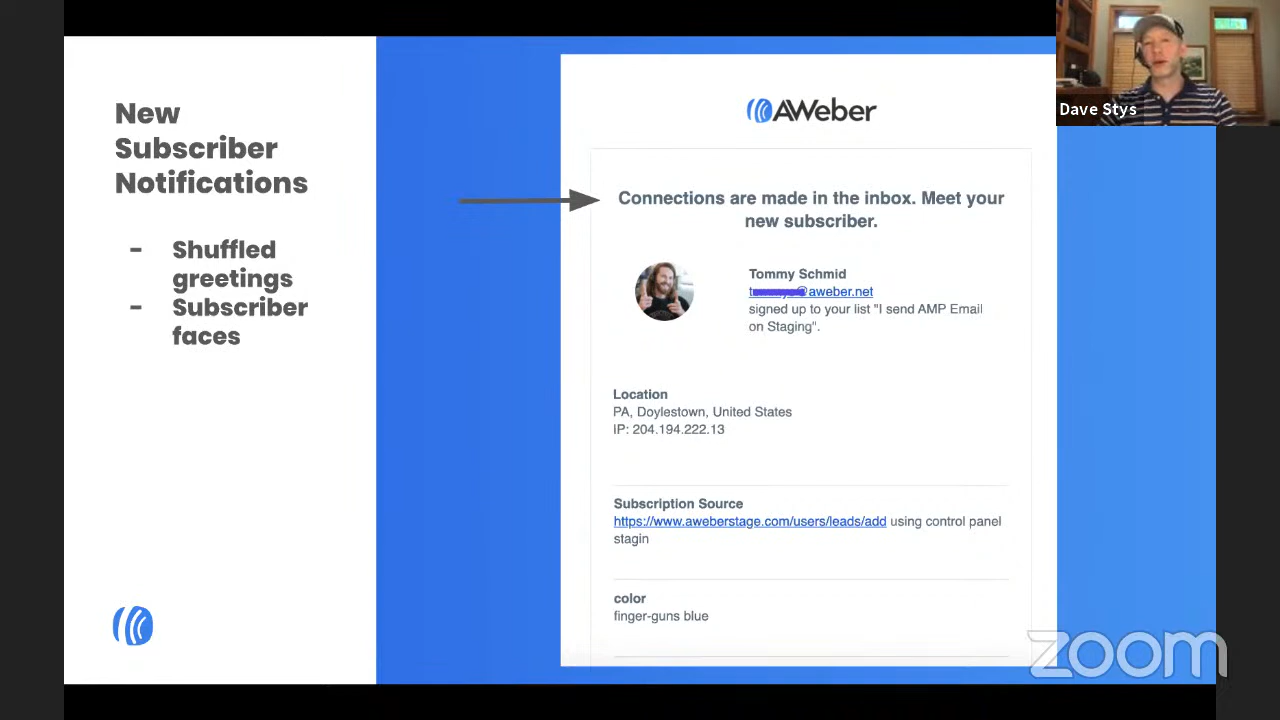 New
Subscriber
Notifications
- Shuffled
greetings
- Subscriber
faces
AWeber
Connections are made in the inbox. Meet your
new subscriber.
Tommy Schmid
@aweber.net
signed up to your list "I send AMP Email
on Staging".
Location
PA, Doylestown, United States
IP: 204.194.222.13
Subscription Source
https://www.aweberstage.com/users/leads/add using control panel
stagin
color
finger-guns blue
Dave Stys
zoom